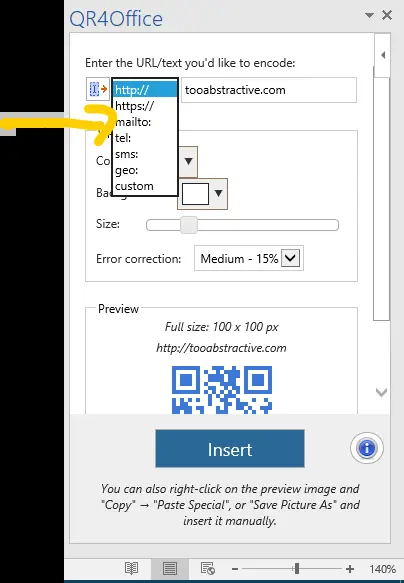 QR4Office
Enter the URL/text you'd like to encode:
http:// tooabstractive.com
https://
mailto:
tel:
sms:
geo:
custom
Size:
Error correction: Medium - 15%
Preview
Full size: 100 x 100 px
http://tooabstractive.com
Insert
You can also right-click on the preview image and
"Copy" → "Paste Special", or "Save Picture As" and
insert it manually.
140%